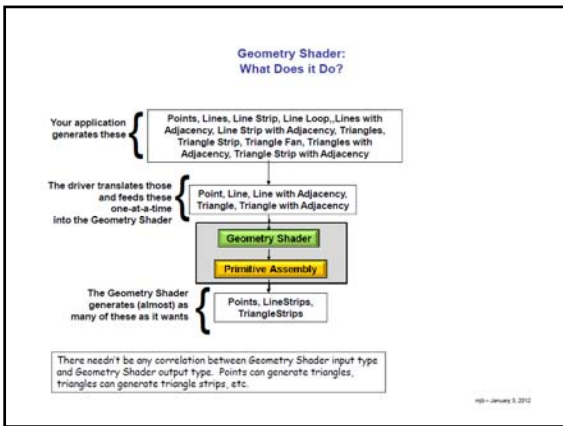 Geometry Shader:
What Does it Do?
Your application
generates these
Points, Lines, Line Strip, Line Loop,,Lines with
Adjacency, Line Strip with Adjacency, Triangles,
Triangle Strip, Triangle Fan, Triangles with
Adjacency, Triangle Strip with Adjacency
The driver translates those
and feeds these
one-at-a-time
into the Geometry Shader
Point, Line, Line with Adjacency,
Triangle, Triangle with Adjacency
Geometry Shader
Primitive Assembly
The Geometry Shader
generates (almost) as
many of these as it wants
Points, LineStrips,
TriangleStrips
There needn't be any correlation between Geometry Shader input type
and Geometry Shader output type. Points can generate triangles,
triangles can generate triangle strips, etc.
mjb – January 3, 2012